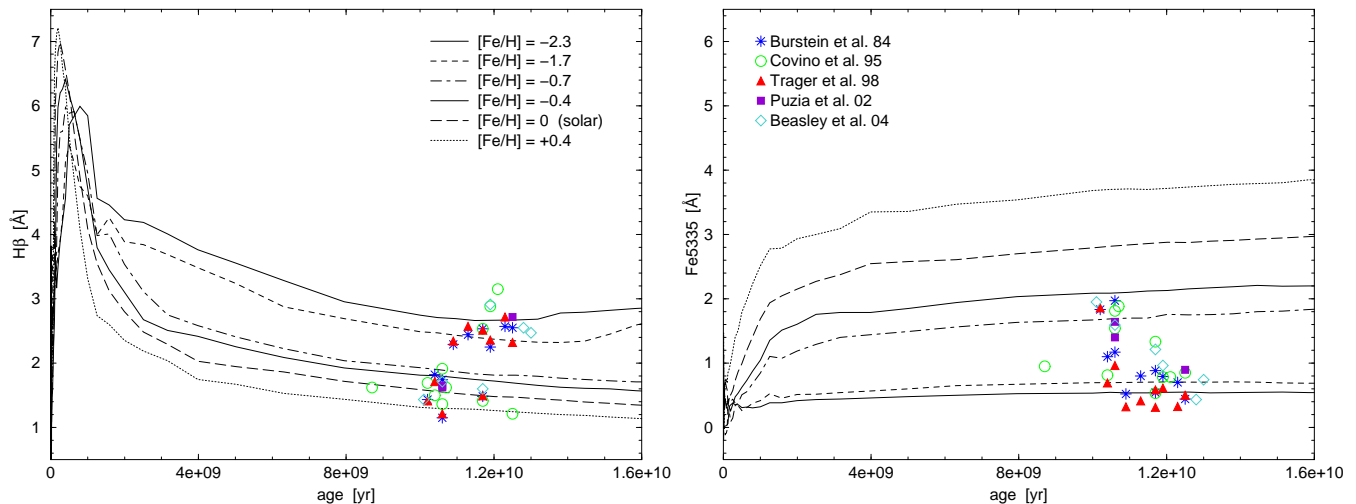 7
6
5
4
3
2
1
Hβ [Å]
[Fe/H] = −2.3
[Fe/H] = −1.7
[Fe/H] = −0.7
[Fe/H] = −0.4
[Fe/H] = 0 (solar)
[Fe/H] = +0.4
0
4e+09
8e+09
1.2e+10
1.6e+10
age [yr]
6
5
4
3
2
1
0
Fe5335 [Å]
Burstein et al. 84
Covino et al. 95
Trager et al. 98
Puzia et al. 02
Beasley et al. 04
0
4e+09
8e+09
1.2e+10
1.6e+10
age [yr]